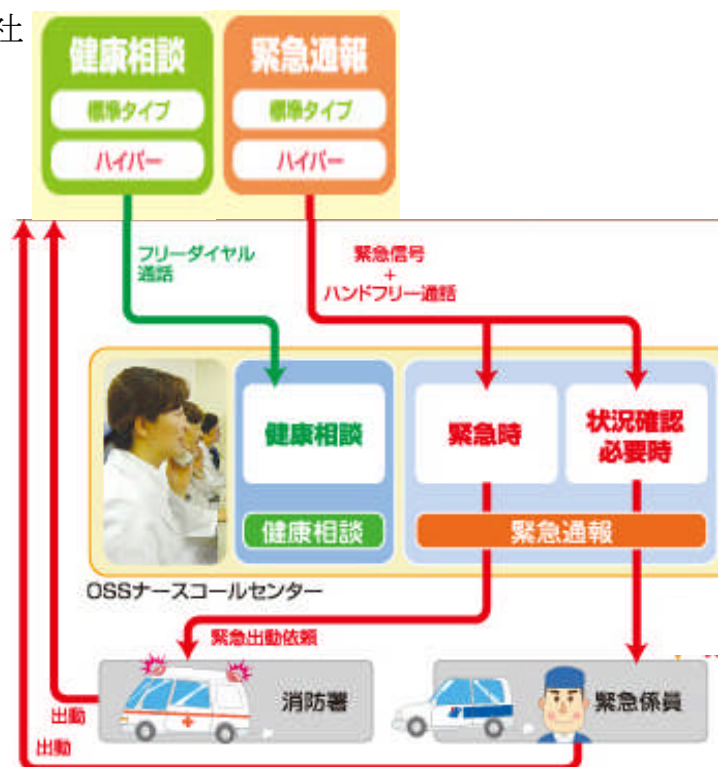 社
健康相談
標準タイプ
ハイパー
緊急通報
標準タイプ
ハイパー
フリーダイヤル
通話
緊急信号
+
ハンドフリー通話
健康相談
緊急時
状況確認
必要時
健康相談
緊急通報
OSSナースコールセンター
緊急出動依頼
消防署
緊急係員
出動
出動